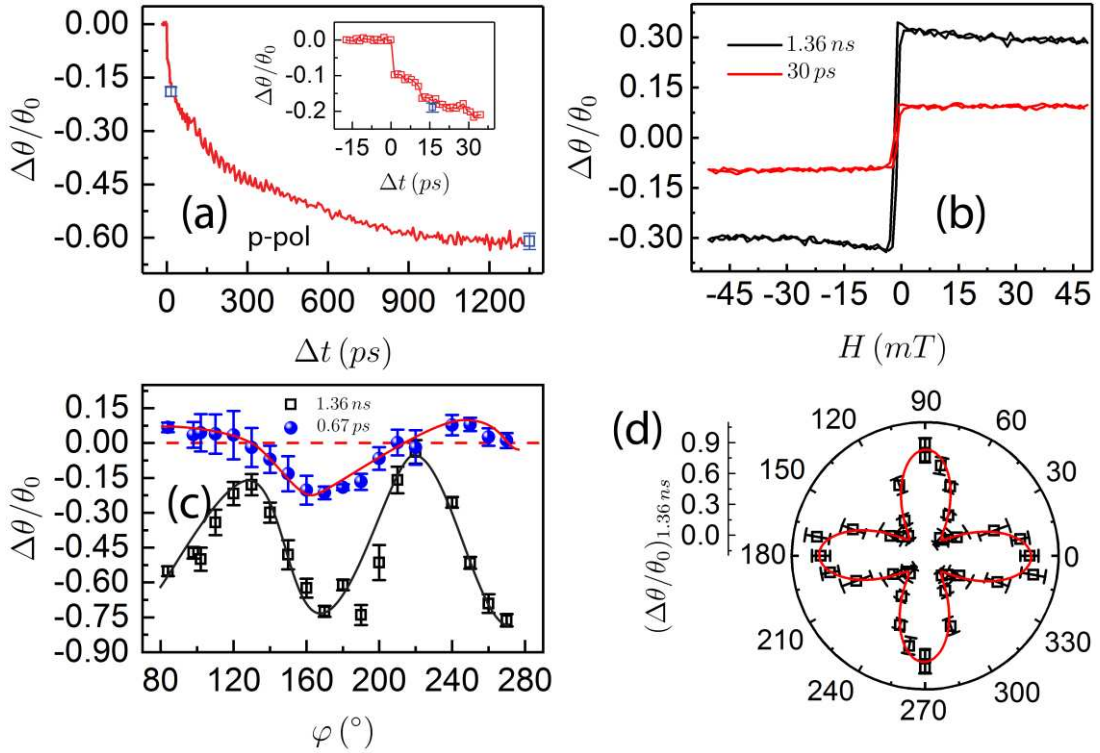 0.00
-0.15
-0.30
-0.45
-0.60
Δθ/θ0
0 300 600 900 1200
Δt (ps)
(a)
p-pol
0.0
-0.1
-0.2
Δθ/θ0
-15 0 15 30
Δt (ps)
0.30
0.15
0.00
-0.15
-0.30
Δθ/θ0
1.36 ns
30 ps
(b)
-45 -30 -15 0 15 30 45
H (mT)
0.15
0.00
-0.15
-0.30
-0.45
-0.60
-0.75
-0.90
Δθ/θ0
1.36 ns
0.67 ps
(c)
80 120 160 200 240 280
φ (°)
(d)
0.9
0.6
0.3
0.0
(Δθ/θ0)1.36 ns
90
120 60
150 30
180 0
210 330
240 300
270